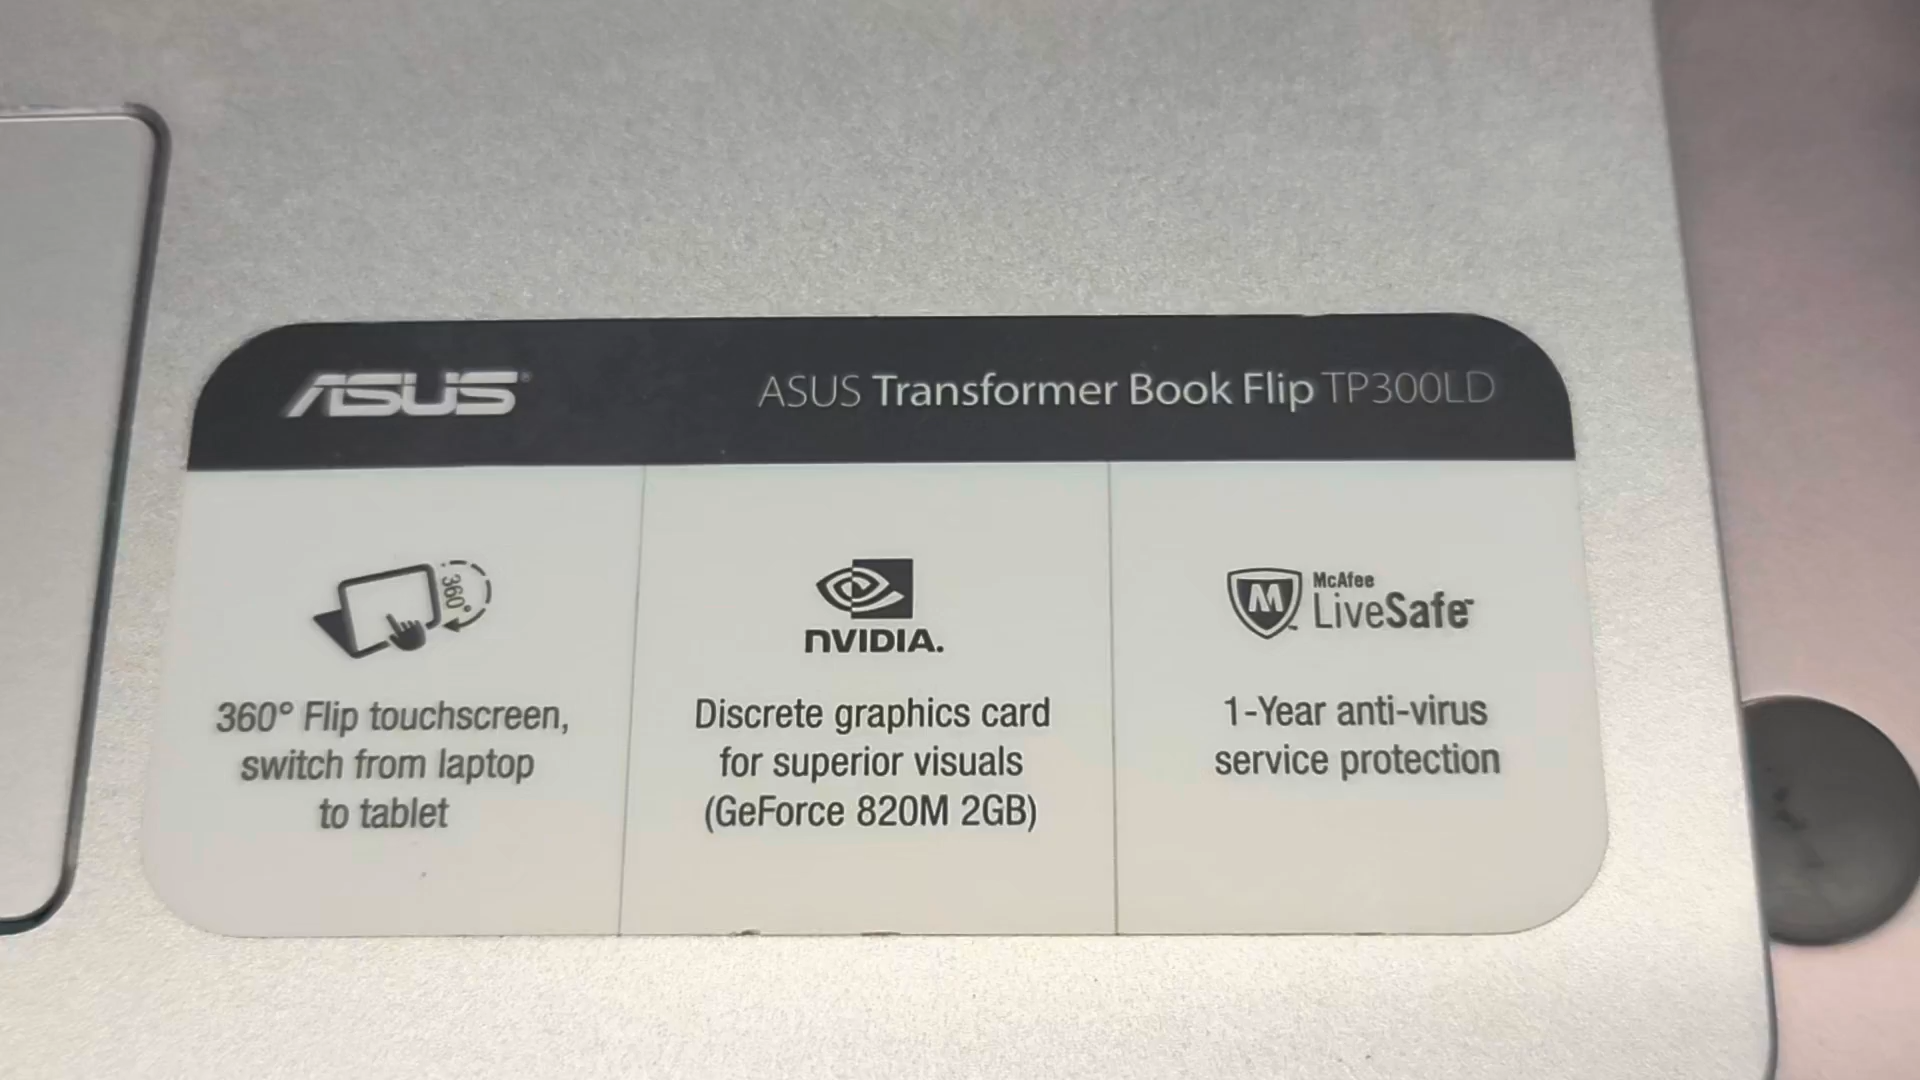 ASUS
ASUS Transformer Book Flip TP300LD
360°
360° Flip touchscreen,
switch from laptop
to tablet
NVIDIA.
Discrete graphics card
for superior visuals
(GeForce 820M 2GB)
M
McAfee
LiveSafe™
1-Year anti-virus
service protection